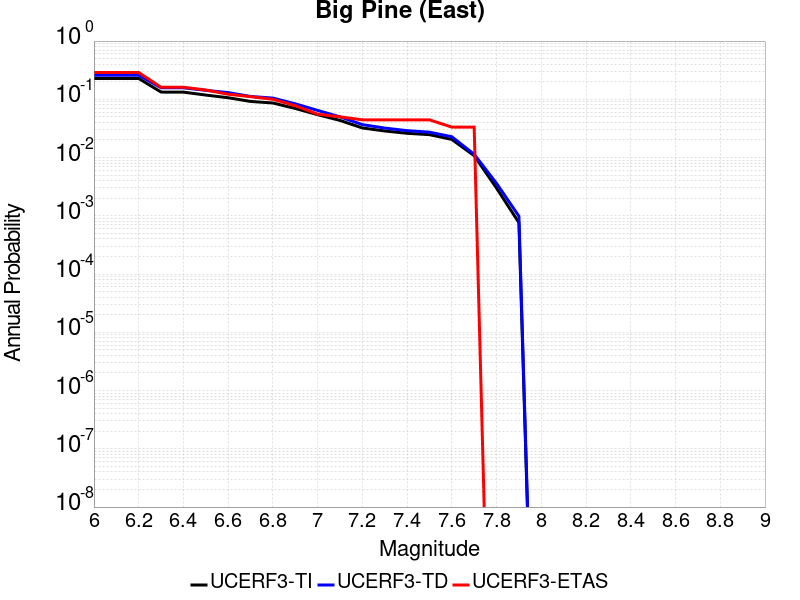 Big Pine (East)
10^0
10^-1
10^-2
10^-3
10^-4
10^-5
10^-6
10^-7
10^-8
Annual Probability
6 6.2 6.4 6.6 6.8 7 7.2 7.4 7.6 7.8 8 8.2 8.4 8.6 8.8 9
Magnitude
UCERF3-TI UCERF3-TD UCERF3-ETAS